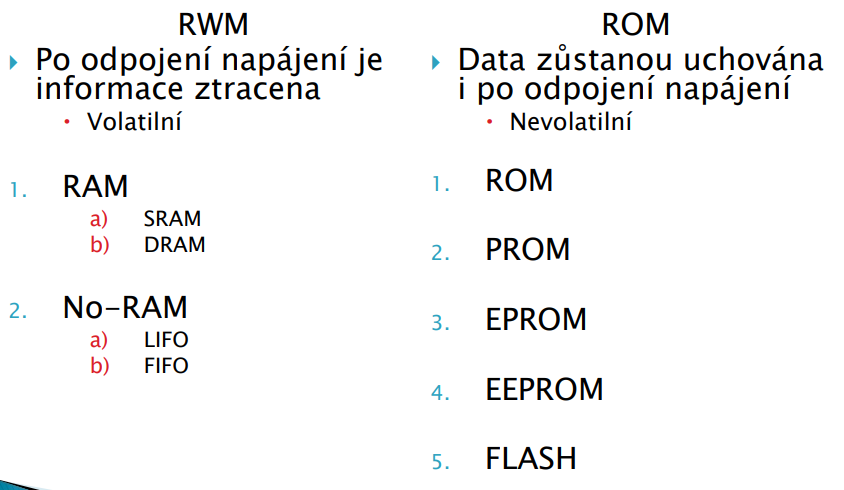 RWM
Po odpojení napájení je
informace ztracena
Volatilní
1. RAM
a) SRAM
b) DRAM
2. No-RAM
a) LIFO
b) FIFO
ROM
Data zůstanou uchována
i po odpojení napájení
Nevolatilní
1. ROM
2. PROM
3. EPROM
4. EEPROM
5. FLASH